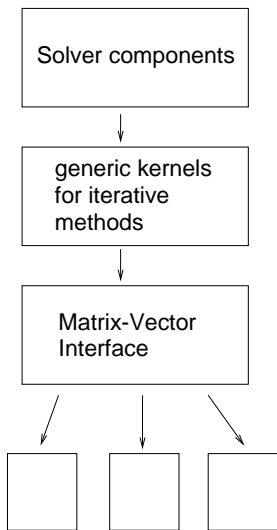 Solver components
generic kernels
for iterative
methods
Matrix-Vector
Interface